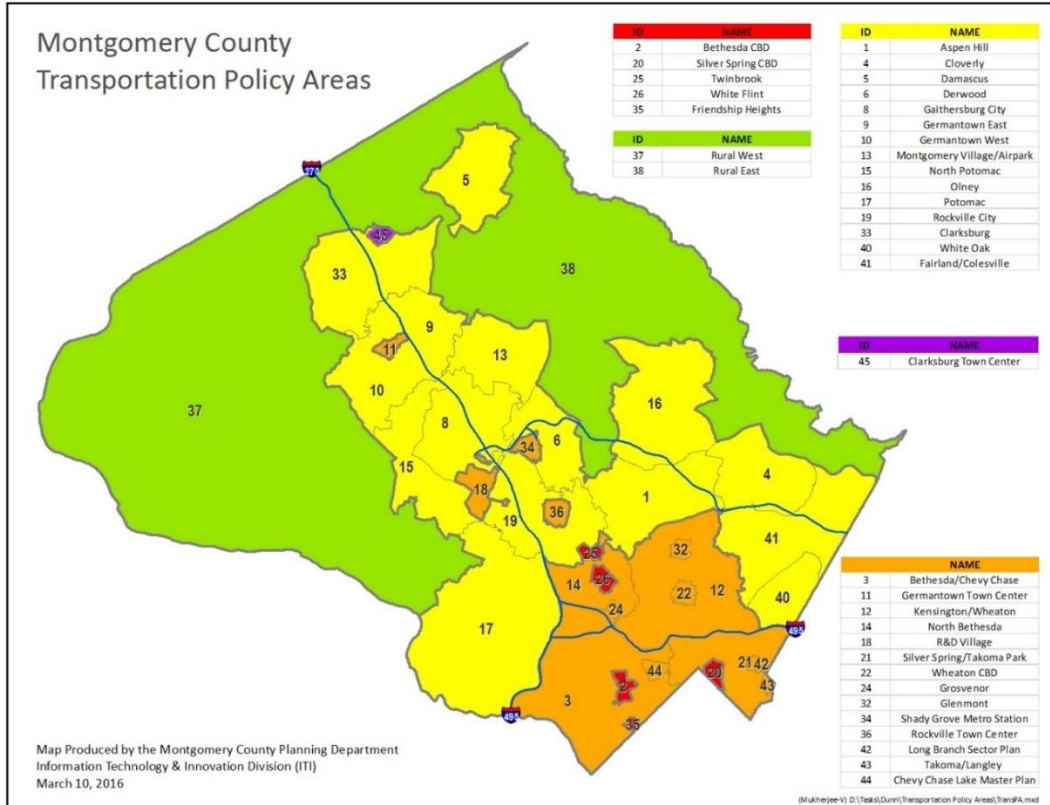 Montgomery County
Transportation Policy Areas
ID NAME
2 Bethesda CBD
20 Silver Spring CBD
25 Twinbrook
26 White Flint
35 Friendship Heights
ID NAME
37 Rural West
38 Rural East
ID NAME
1 Aspen Hill
4 Cloverly
5 Damascus
6 Derwood
8 Gaithersburg City
9 Germantown East
10 Germantown West
13 Montgomery Village/Airpark
15 North Potomac
16 Olney
17 Potomac
19 Rockville City
33 Clarksburg
40 White Oak
41 Fairland/Colesville
ID NAME
45 Clarksburg Town Center
NAME
3 Bethesda/Chevy Chase
11 Germantown Town Center
12 Kensington/Wheaton
14 North Bethesda
18 R&D Village
21 Silver Spring/Takoma Park
22 Wheaton CBD
24 Grosvenor
32 Glenmont
34 Shady Grove Metro Station
36 Rockville Town Center
42 Long Branch Sector Plan
43 Takoma/Langley
44 Chevy Chase Lake Master Plan
270
5
45
33
38
9
11
13
10
37
16
8
6
34
15
4
18
1
36
19
41
25
32
14
26
22
12
40
24
17
495
21
42
44
20
43
2
3
35
495
Map Produced by the Montgomery County Planning Department
Information Technology & Innovation Division (ITI)
March 10, 2016
(Mukherjee-V) D:\Tasks\Dunn\Transportation Policy Areas\TransPA.mxd